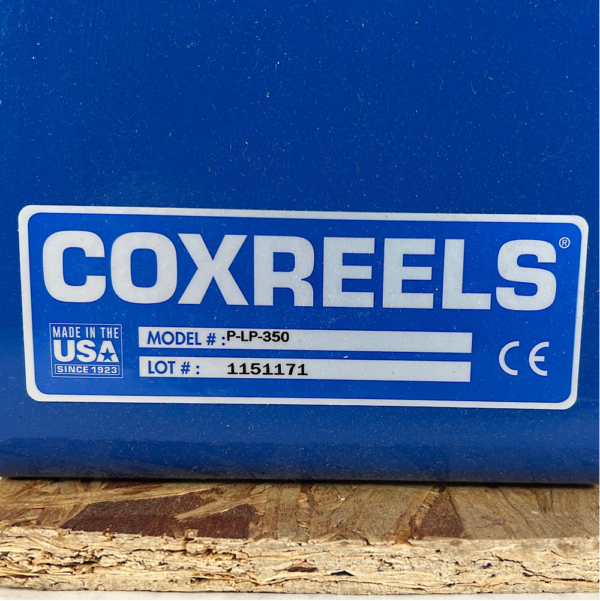 COXREELS®
MADE IN THE
USA
SINCE 1923
MODEL # : P-LP-350
LOT # : 1151171
CE